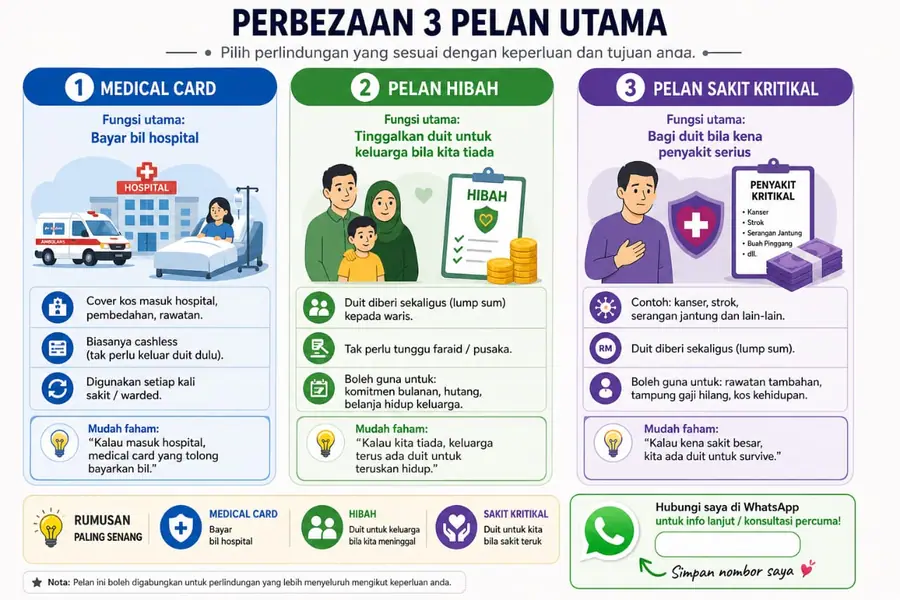 PERBEZAAN 3 PELAN UTAMA
Pilih perlindungan yang sesuai dengan keperluan dan tujuan anda.
1 MEDICAL CARD
Fungsi utama:
Bayar bil hospital
HOSPITAL
AMBULANS
Cover kos masuk hospital,
pembedahan, rawatan.
Biasanya cashless
(tak perlu keluar duit dulu).
Digunakan setiap kali
sakit / warded.
Mudah faham:
“Kalau masuk hospital,
medical card yang tolong
bayarkan bil.”
2 PELAN HIBAH
Fungsi utama:
Tinggalkan duit untuk
keluarga bila kita tiada
HIBAH
Duit diberi sekaligus (lump sum)
kepada waris.
Tak perlu tunggu faraid / pusaka.
Boleh guna untuk:
komitmen bulanan, hutang,
belanja hidup keluarga.
Mudah faham:
“Kalau kita tiada, keluarga
terus ada duit untuk
teruskan hidup.”
3 PELAN SAKIT KRITIKAL
Fungsi utama:
Bagi duit bila kena
penyakit serius
PENYAKIT
KRITIKAL
• Kanser
• Strok
• Serangan Jantung
• Buah Pinggang
• dll.
Contoh: kanser, strok,
serangan jantung dan lain-lain.
RM
Duit diberi sekaligus (lump sum).
Boleh guna untuk: rawatan tambahan,
tampung gaji hilang, kos kehidupan.
Mudah faham:
“Kalau kena sakit besar,
kita ada duit untuk survive.”
RUMUSAN
PALING SENANG
MEDICAL CARD
Bayar
bil hospital
HIBAH
Duit untuk keluarga
bila kita meninggal
SAKIT KRITIKAL
Duit untuk kita
bila sakit teruk
Hubungi saya di WhatsApp
untuk info lanjut / konsultasi percuma!
Simpan nombor saya
Nota: Pelan ini boleh digabungkan untuk perlindungan yang lebih menyeluruh mengikut keperluan anda.